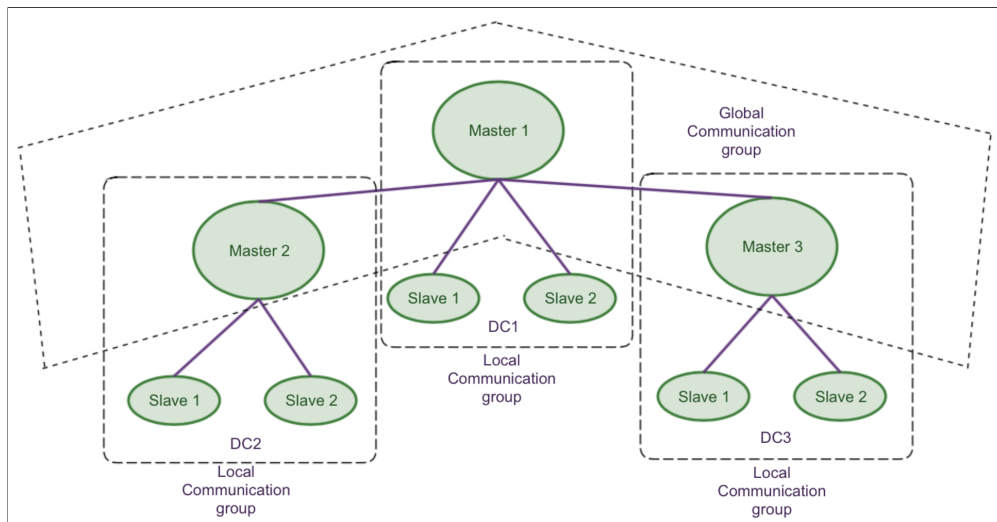 Master 1
Global
Communication
group
Master 2
Master 3
Slave 1
Slave 2
DC1
Local
Communication
group
Slave 1
Slave 2
DC2
Local
Communication
group
Slave 1
Slave 2
DC3
Local
Communication
group